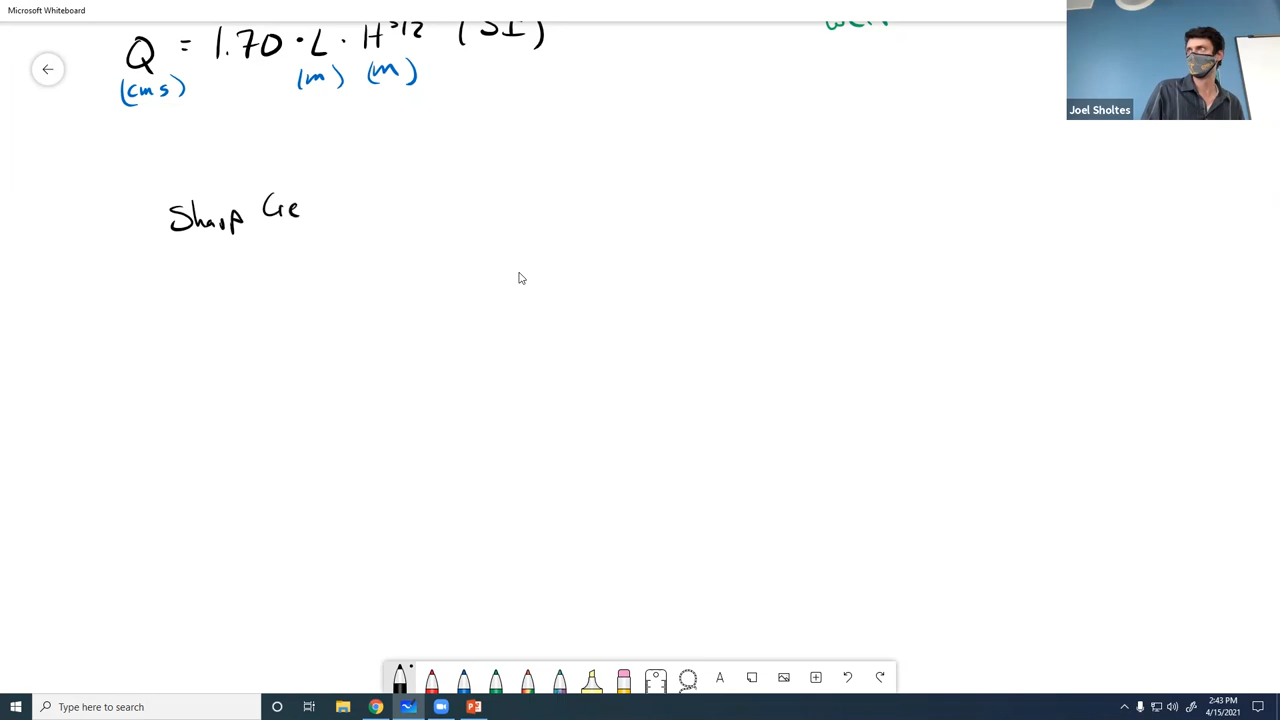 Microsoft Whiteboard
Q = 1.70 · L · H^3/2 (SI)
(cms) (m) (m)
Joel Sholtes
Sharp Cre
A
Type here to search
2:43 PM
4/15/2021